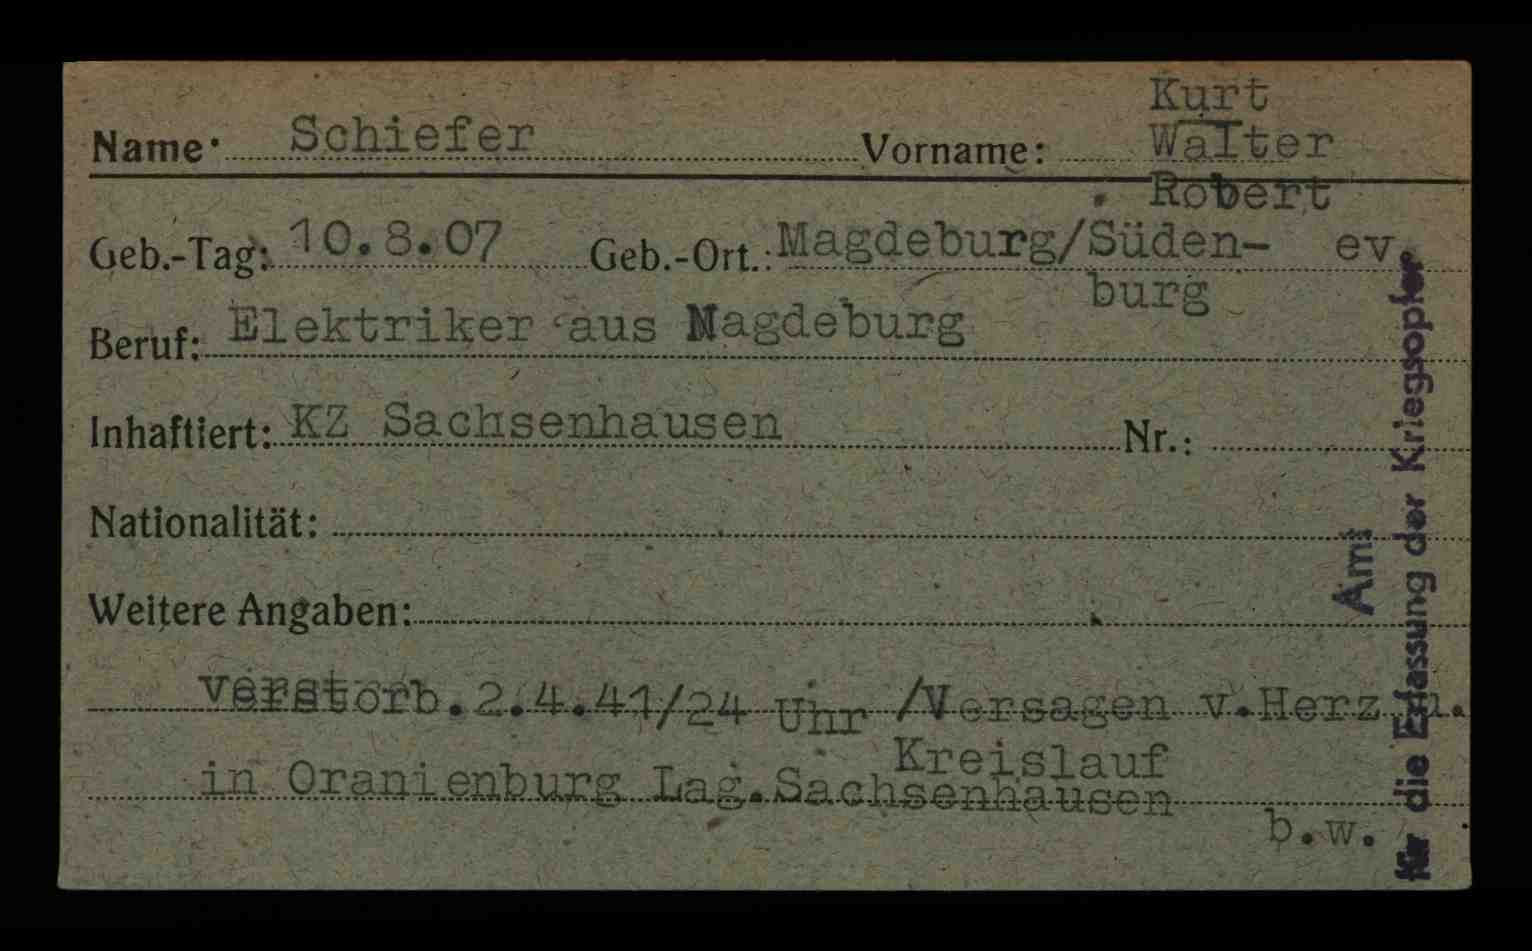 Kurt
Name: Schiefer Vorname: Walter
Robert
Geb.-Tag: 10.8.07 Geb.-Ort.: Magdeburg/Süden- ev.
burg
Beruf: Elektriker aus Magdeburg
Inhaftiert: KZ Sachsenhausen Nr.:
Nationalität:
Weitere Angaben:
verstorb.2.4.41/24 Uhr /Versagen v.Herz u.
Kreislauf
in Oranienburg Lag.Sachsenhausen
b.w.
Amt
für die Erfassung der Kriegsopfer